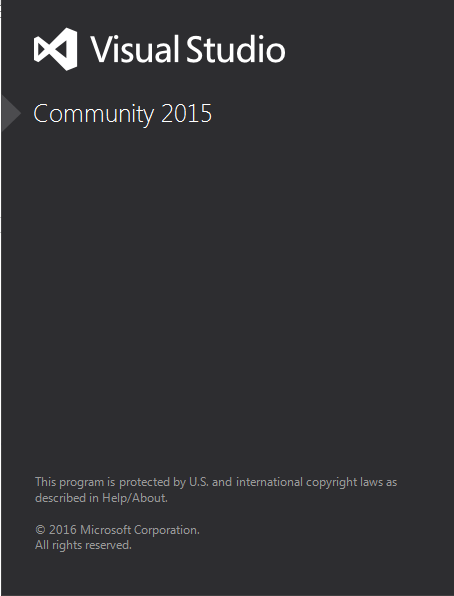 Visual Studio
Community 2015
This program is protected by U.S. and international copyright laws as
described in Help/About.
© 2016 Microsoft Corporation.
All rights reserved.